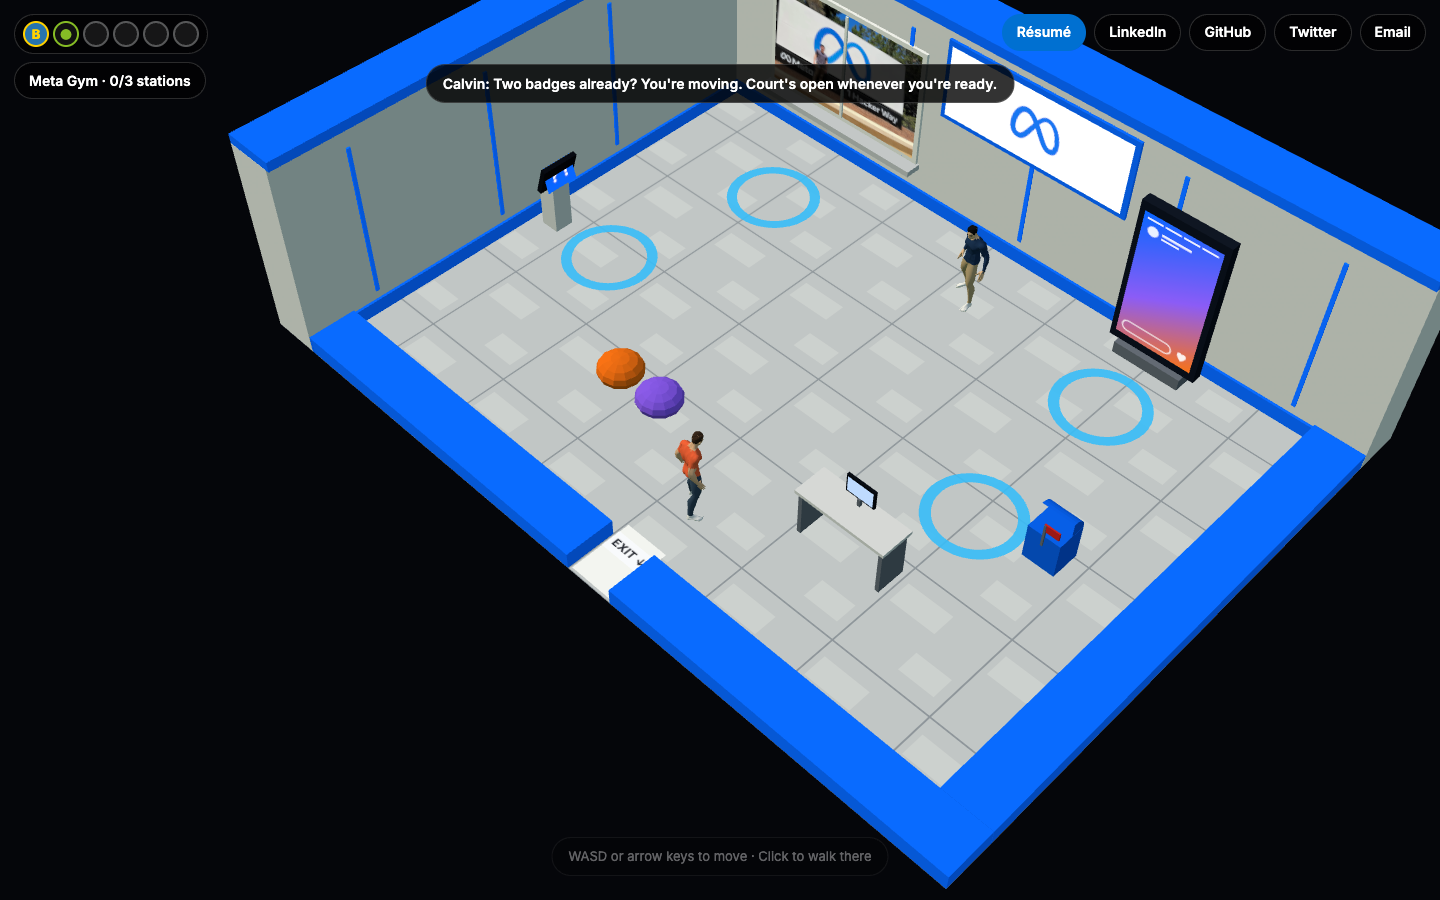 B
Résumé
LinkedIn
GitHub
Twitter
Email
Meta Gym · 0/3 stations
Calvin: Two badges already? You're moving. Court's open whenever you're ready.
EXIT
WASD or arrow keys to move · Click to walk there